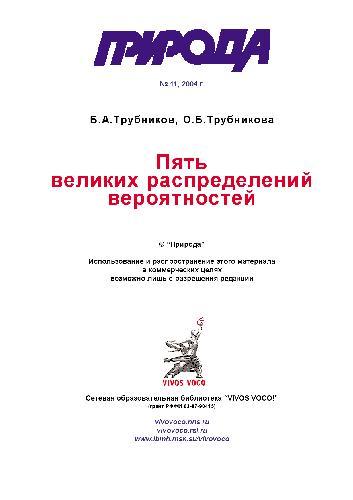 ПРИРОДА
№ 11, 2004 г.
Б.А.Трубников, О.Б.Трубникова
Пять
великих распределений
вероятностей
© "Природа"
Использование и распространение этого материала
в коммерческих целях
возможно лишь с разрешения редакции
VIVOS VOCO
Сетевая образовательная библиотека "VIVOS VOCO!"
(грант РФФИ
vivovoco.nns.ru
vivovoco.rsl.ru
www.ibmh.msk.su/vivovoco